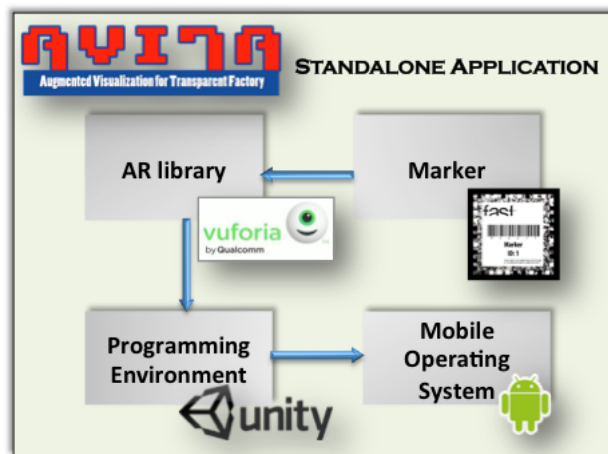 AVITA
Augmented Visualization for Transparent Factory
STANDALONE APPLICATION
AR library
Marker
vuforia
by Qualcomm
fast
Marker
ID: 1
Programming
Environment
unity
Mobile
Operating
System